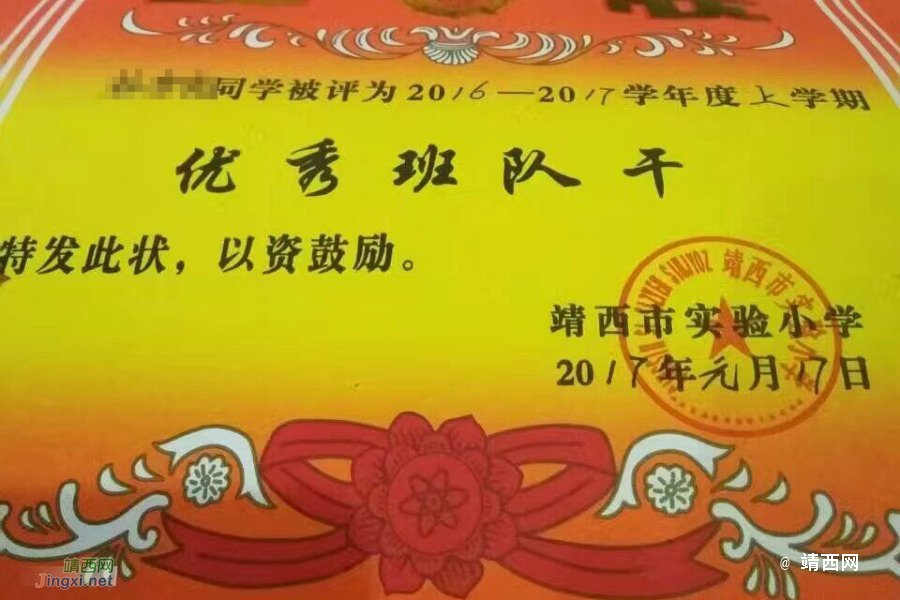 同学被评为2016—2017学年度上学期
优秀班队干
特发此状，以资鼓励。
靖西市实验小学
2017年元月17日
靖西市
靖西网
Jingxi.net
@ 靖西网